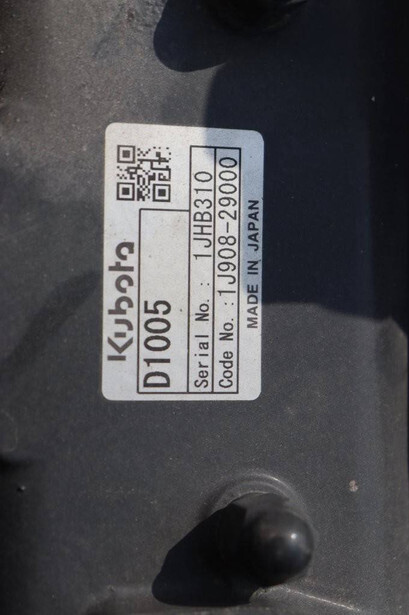 Kubota
D1005
Serial No.: 1JHB310
Code No.: 1J908-29000
MADE IN JAPAN